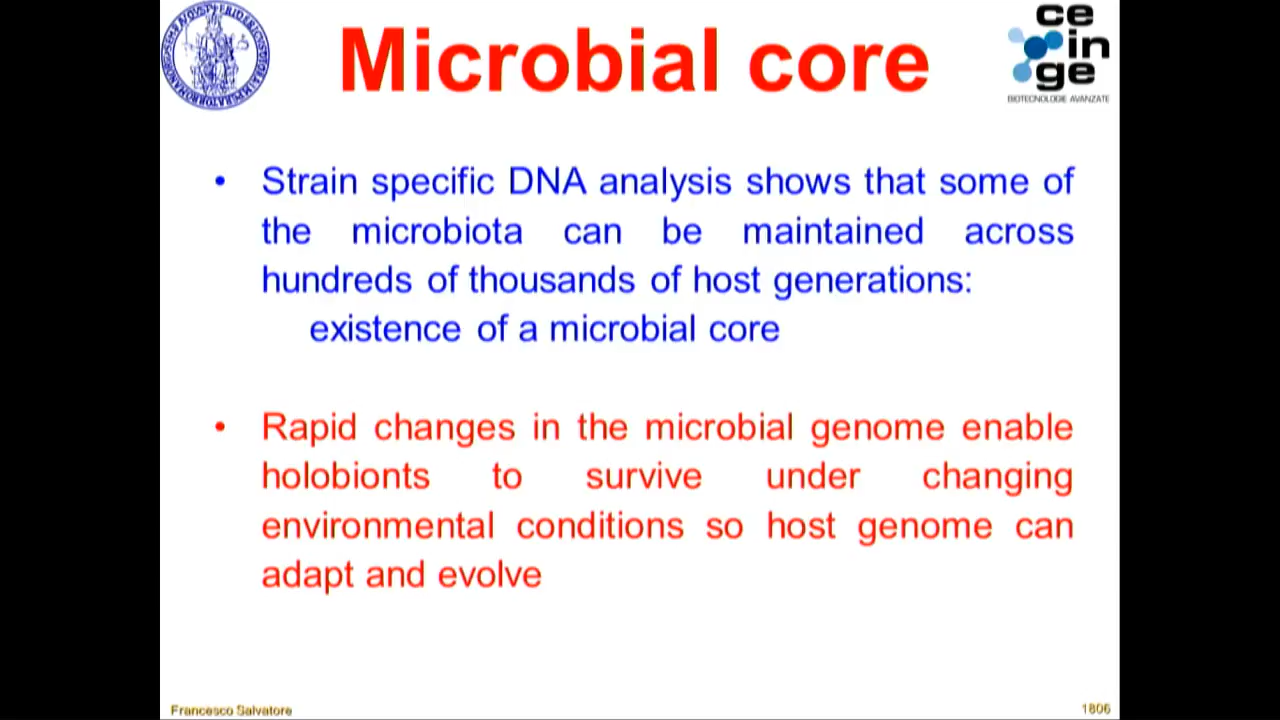 Microbial core
ce
in
ge
BIOTECNOLOGIE AVANZATE
• Strain specific DNA analysis shows that some of
the microbiota can be maintained across
hundreds of thousands of host generations:
existence of a microbial core
• Rapid changes in the microbial genome enable
holobionts to survive under changing
environmental conditions so host genome can
adapt and evolve
Francesco Salvatore
1806